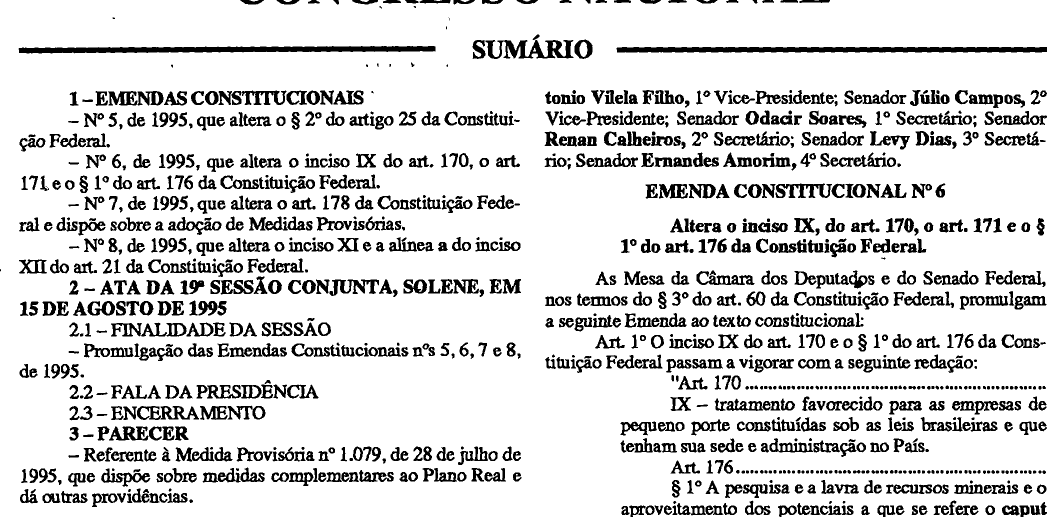 CONGRESSO NACIONAL
SUMÁRIO
1 – EMENDAS CONSTITUCIONAIS
– Nº 5, de 1995, que altera o § 2º do artigo 25 da Constitui-
ção Federal.
– Nº 6, de 1995, que altera o inciso IX do art. 170, o art.
171 e o § 1º do art. 176 da Constituição Federal.
– Nº 7, de 1995, que altera o art. 178 da Constituição Fede-
ral e dispõe sobre a adoção de Medidas Provisórias.
– Nº 8, de 1995, que altera o inciso XI e a alínea a do inciso
XII do art. 21 da Constituição Federal.
2 – ATA DA 19ª SESSÃO CONJUNTA, SOLENE, EM
15 DE AGOSTO DE 1995
2.1 – FINALIDADE DA SESSÃO
– Promulgação das Emendas Constitucionais nºs 5, 6, 7 e 8,
de 1995.
2.2 – FALA DA PRESIDÊNCIA
2.3 – ENCERRAMENTO
3 – PARECER
– Referente à Medida Provisória nº 1.079, de 28 de julho de
1995, que dispõe sobre medidas complementares ao Plano Real e
dá outras providências.
tonio Vilela Filho, 1º Vice-Presidente; Senador Júlio Campos, 2º
Vice-Presidente; Senador Odacir Soares, 1º Secretário; Senador
Renan Calheiros, 2º Secretário; Senador Levy Dias, 3º Secretá-
rio; Senador Ernandes Amorim, 4º Secretário.
EMENDA CONSTITUCIONAL Nº 6
Altera o inciso IX, do art. 170, o art. 171 e o §
1º do art. 176 da Constituição Federal.
As Mesa da Câmara dos Deputados e do Senado Federal,
nos termos do § 3º do art. 60 da Constituição Federal, promulgam
a seguinte Emenda ao texto constitucional:
Art. 1º O inciso IX do art. 170 e o § 1º do art. 176 da Cons-
tituição Federal passam a vigorar com a seguinte redação:
"Art. 170 ..............................................................
IX – tratamento favorecido para as empresas de
pequeno porte constituídas sob as leis brasileiras e que
tenham sua sede e administração no País.
Art. 176................................................................
§ 1º A pesquisa e a lavra de recursos minerais e o
aproveitamento dos potenciais a que se refere o caput